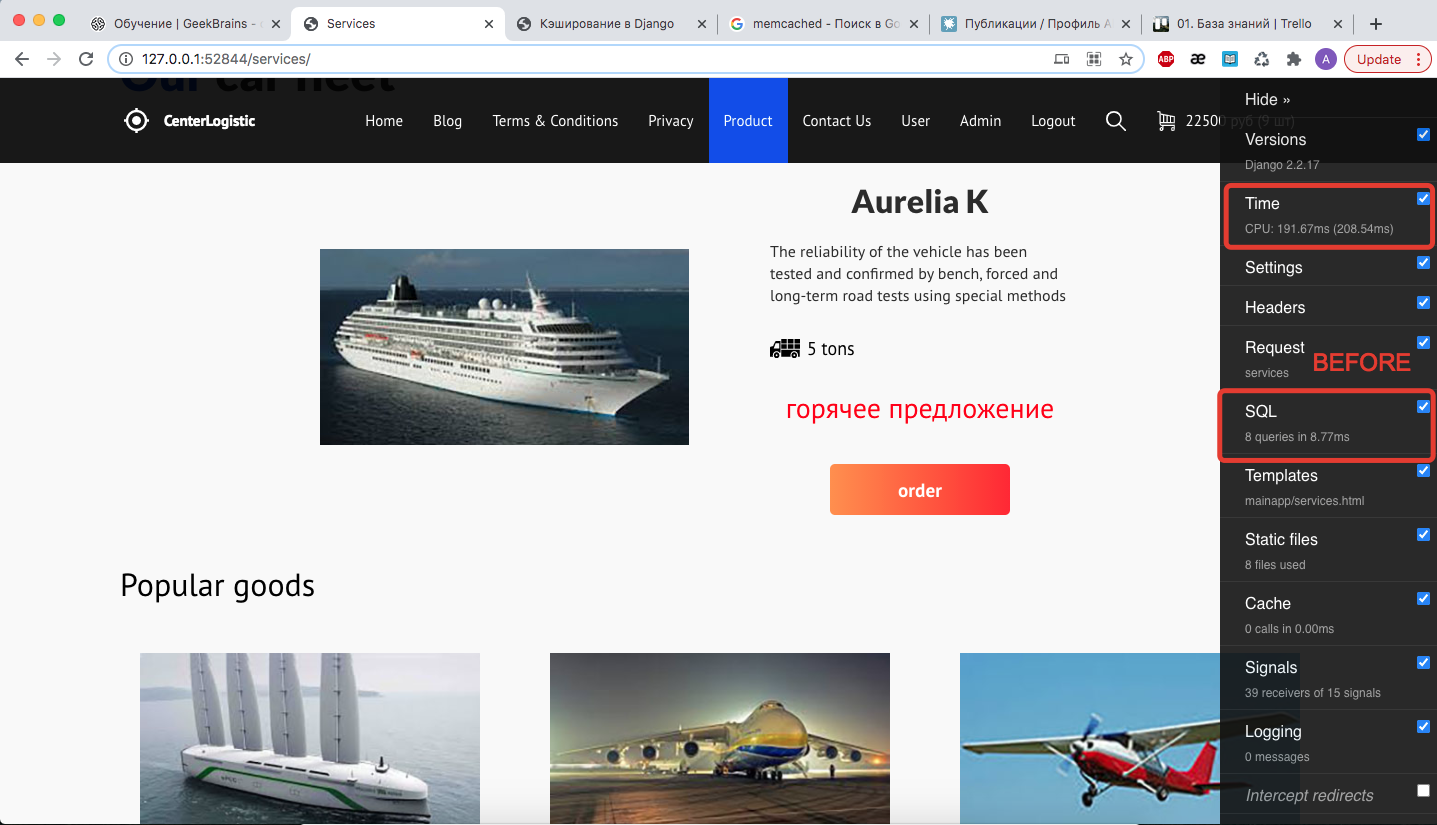 Обучение | GeekBrains -
Services
Кэширование в Django
memcached - Поиск в Go
Публикации / Профиль A
01. База знаний | Trello
127.0.0.1:52844/services/
ABP
æ
A
Update
Our car fleet
CenterLogistic
Home
Blog
Terms & Conditions
Privacy
Product
Contact Us
User
Admin
Logout
22500 руб (9 шт)
Aurelia K
The reliability of the vehicle has been
tested and confirmed by bench, forced and
long-term road tests using special methods
5 tons
горячее предложение
order
Popular goods
Hide »
Versions
Django 2.2.17
Time
CPU: 191.67ms (208.54ms)
Settings
Headers
Request
services
BEFORE
SQL
8 queries in 8.77ms
Templates
mainapp/services.html
Static files
8 files used
Cache
0 calls in 0.00ms
Signals
39 receivers of 15 signals
Logging
0 messages
Intercept redirects